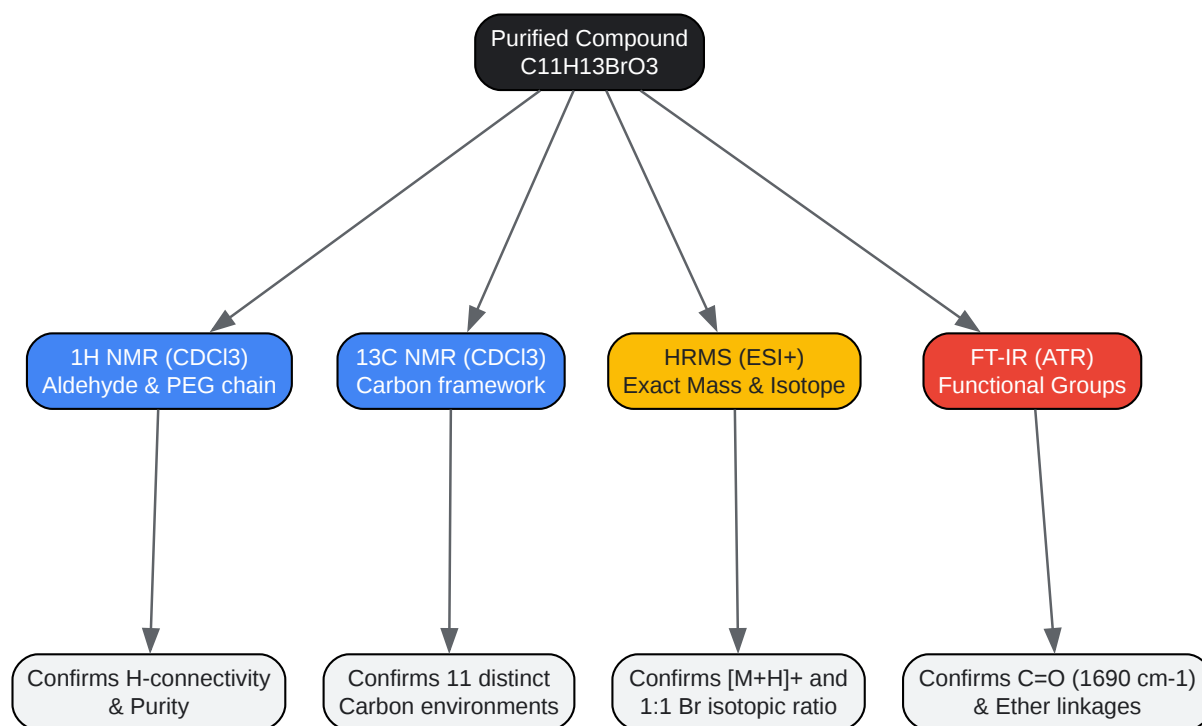 Purified Compound
C11H13BrO3
1H NMR (CDCl3)
Aldehyde & PEG chain
13C NMR (CDCl3)
Carbon framework
HRMS (ESI+)
Exact Mass & Isotope
FT-IR (ATR)
Functional Groups
Confirms H-connectivity
& Purity
Confirms 11 distinct
Carbon environments
Confirms [M+H]+ and
1:1 Br isotopic ratio
Confirms C=O (1690 cm-1)
& Ether linkages